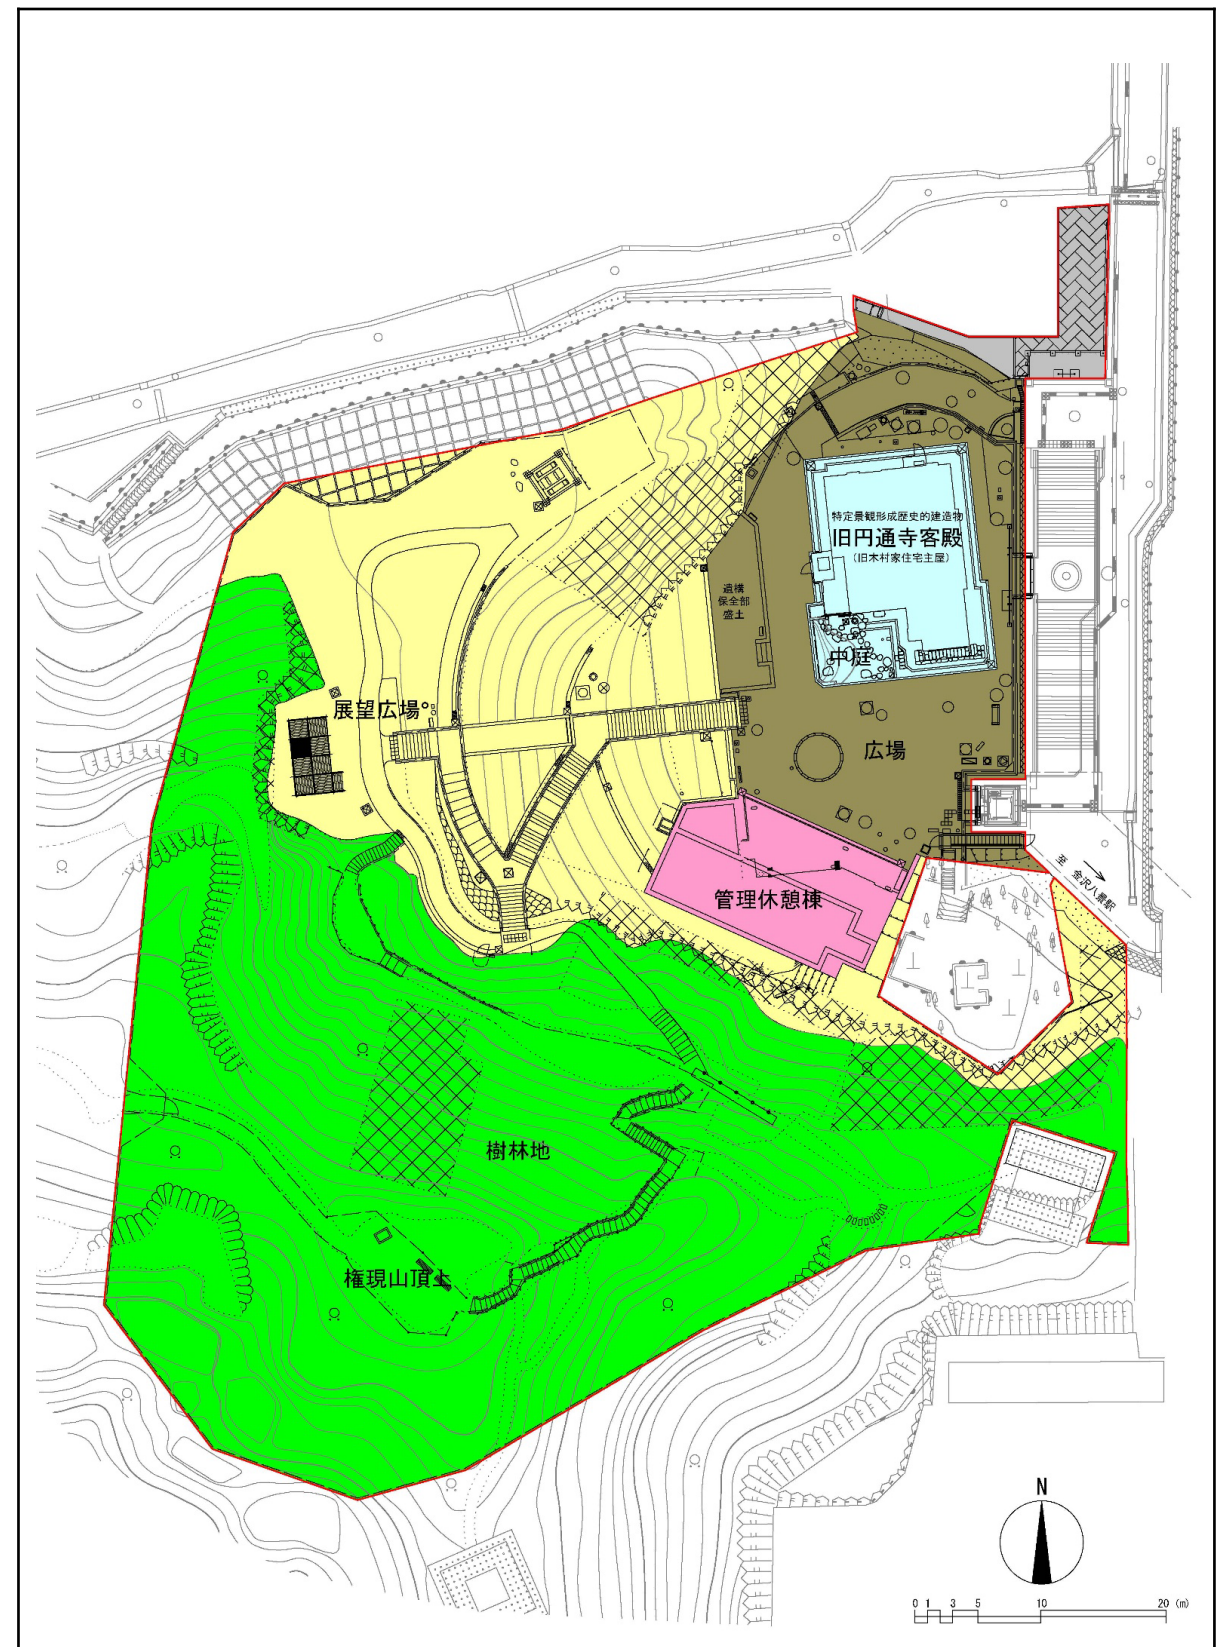 特定景観形成歴史的建造物
旧円通寺客殿
(旧木村家住宅主屋)
遺構
保全部
盛土
中庭
展望広場
広場
至 金沢八景駅
管理休憩棟
樹林地
権現山頂上
N
0 1 3 5 10 20 (m)